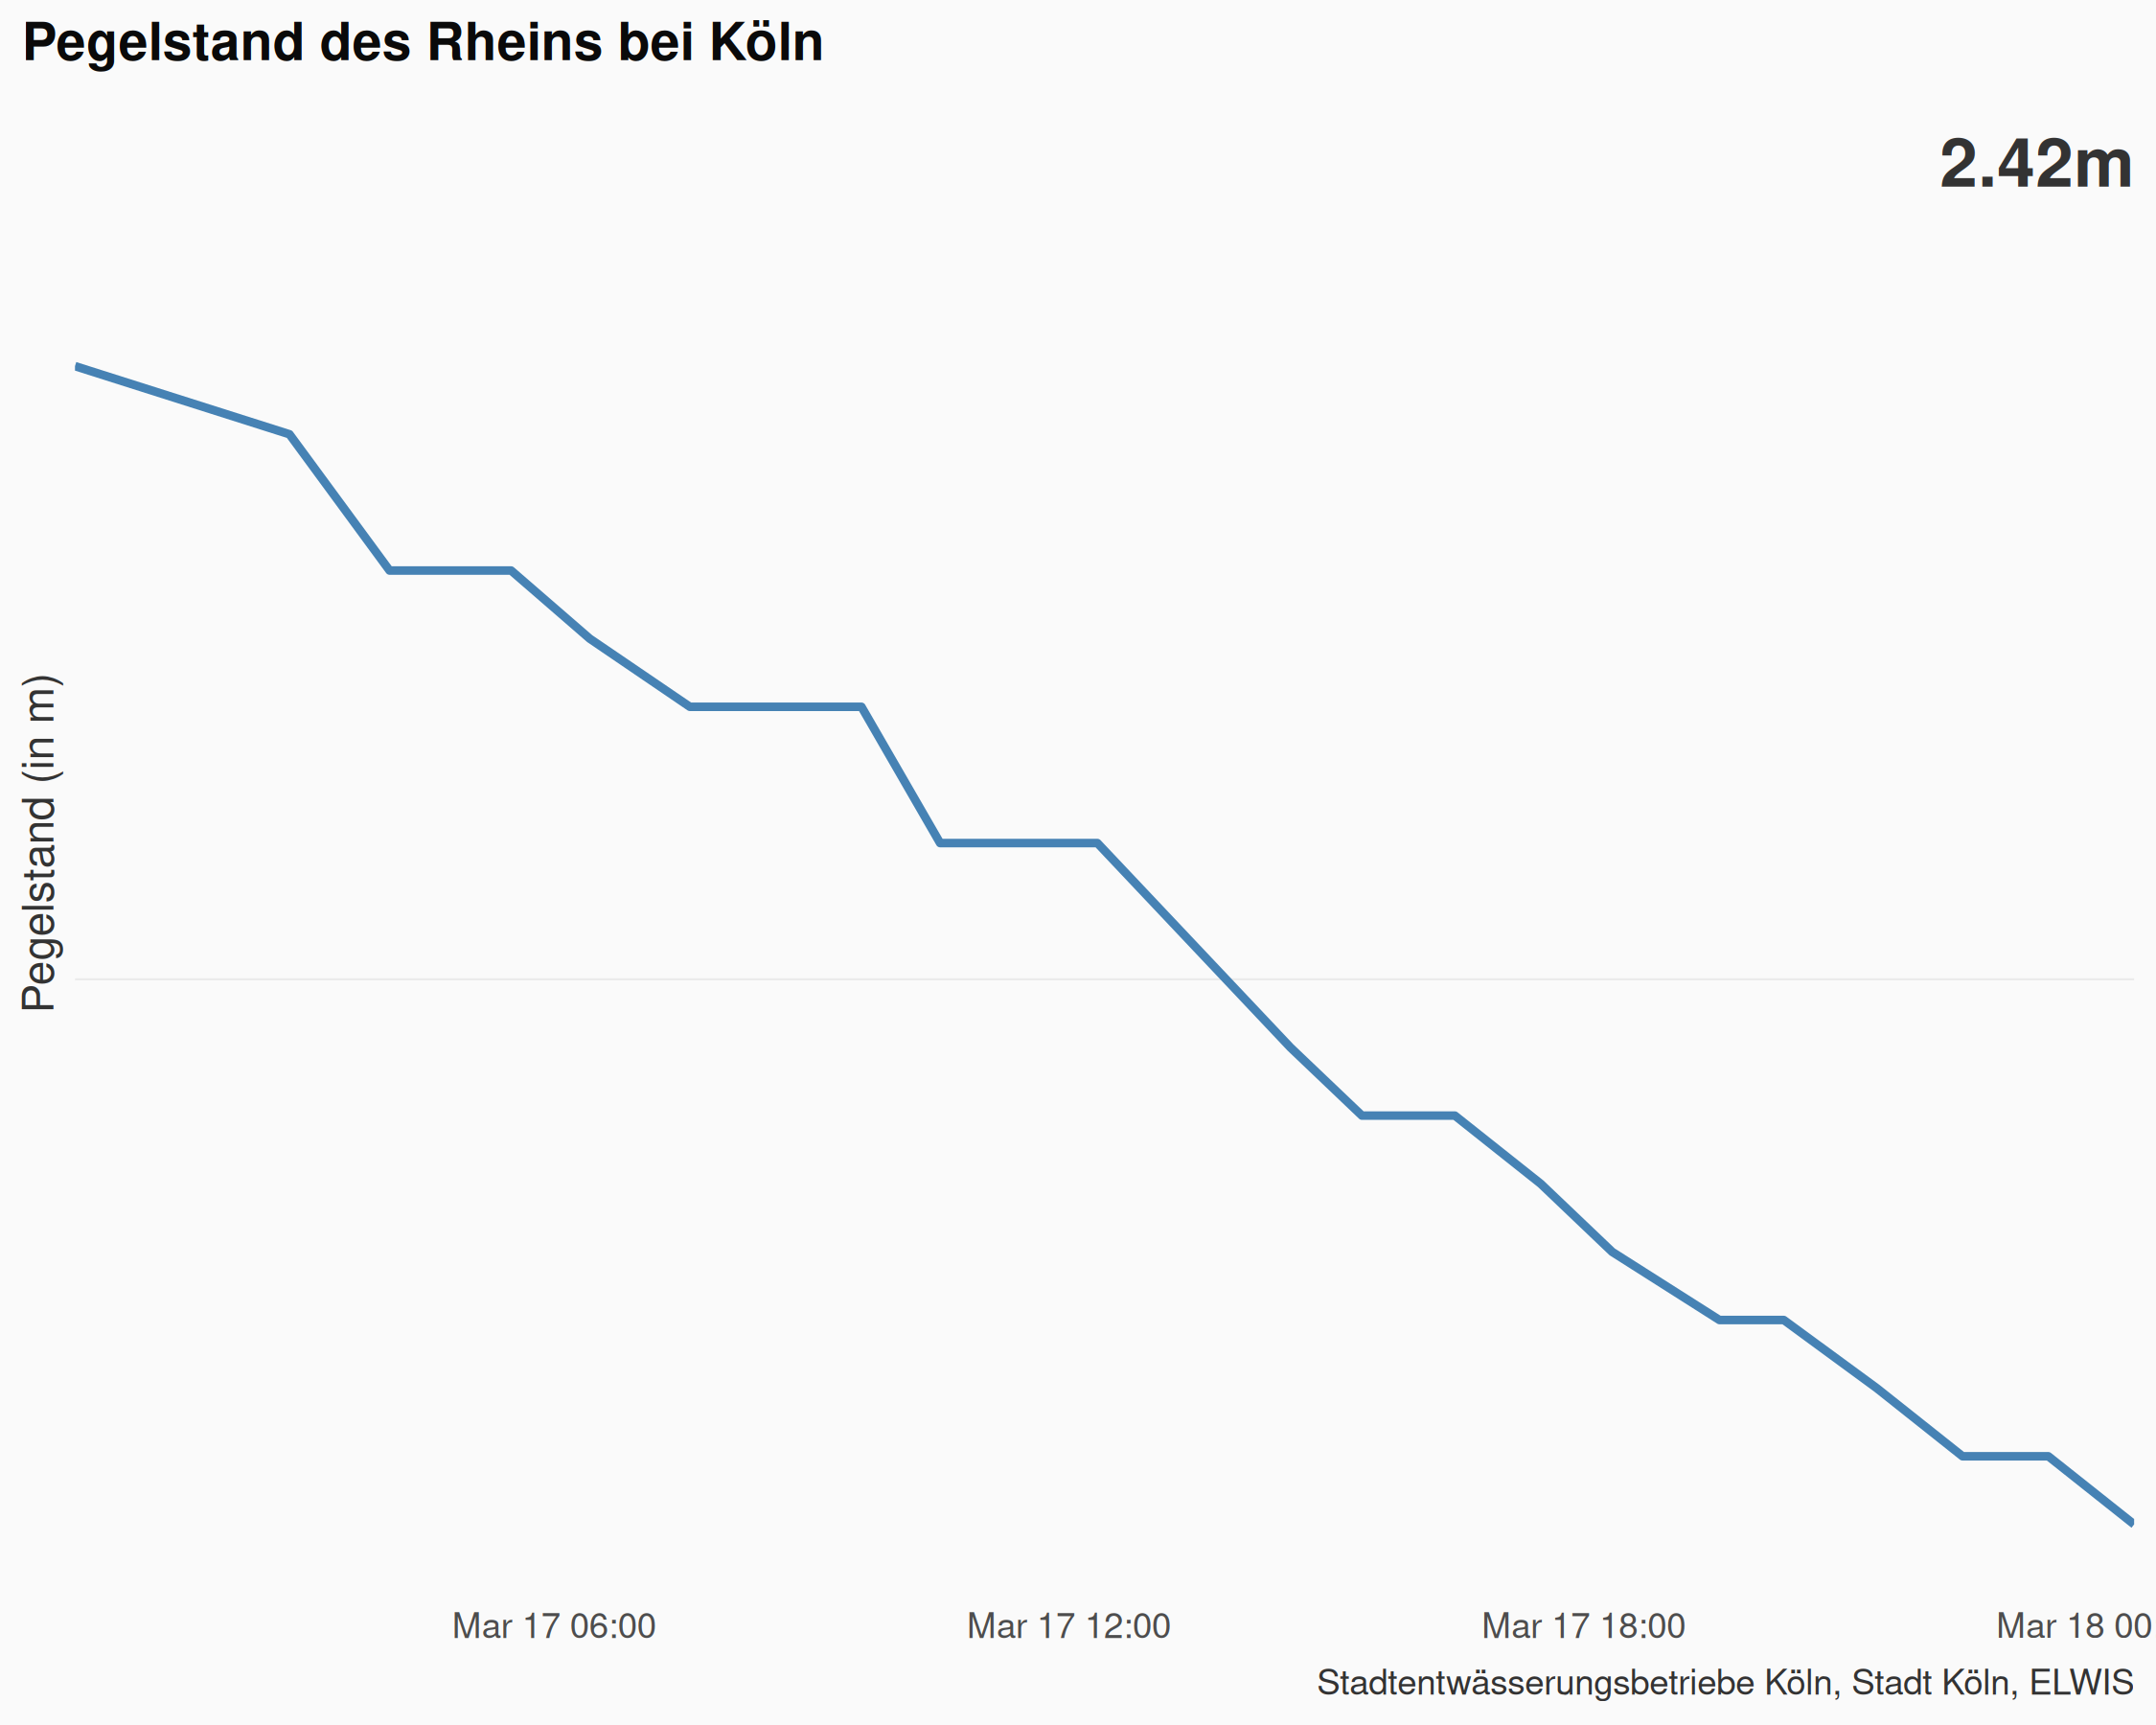 Pegelstand des Rheins bei Köln
2.42m
Pegelstand (in m)
Mar 17 06:00
Mar 17 12:00
Mar 17 18:00
Mar 18 00
Stadtentwässerungsbetriebe Köln, Stadt Köln, ELWIS